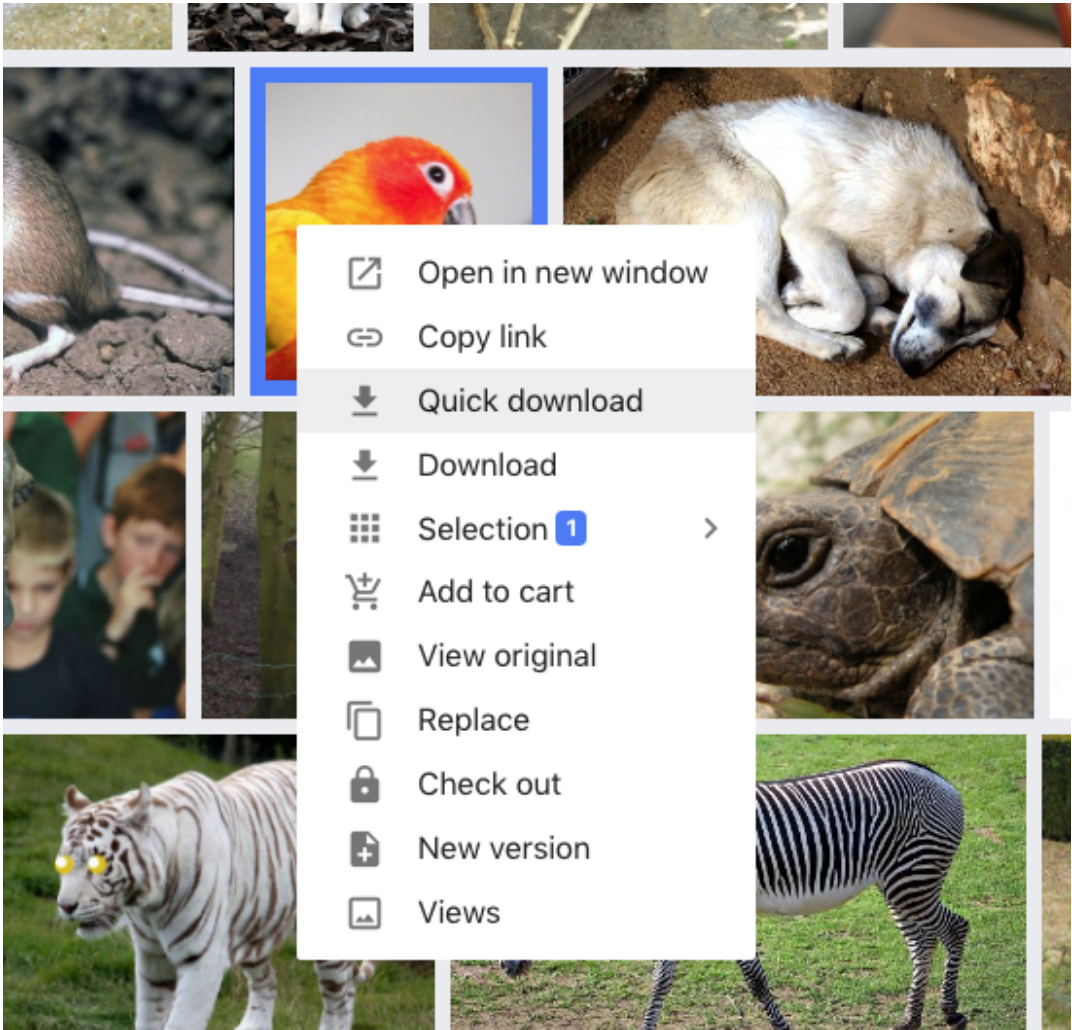 Open in new window
Copy link
Quick download
Download
Selection 1
Add to cart
View original
Replace
Check out
New version
Views